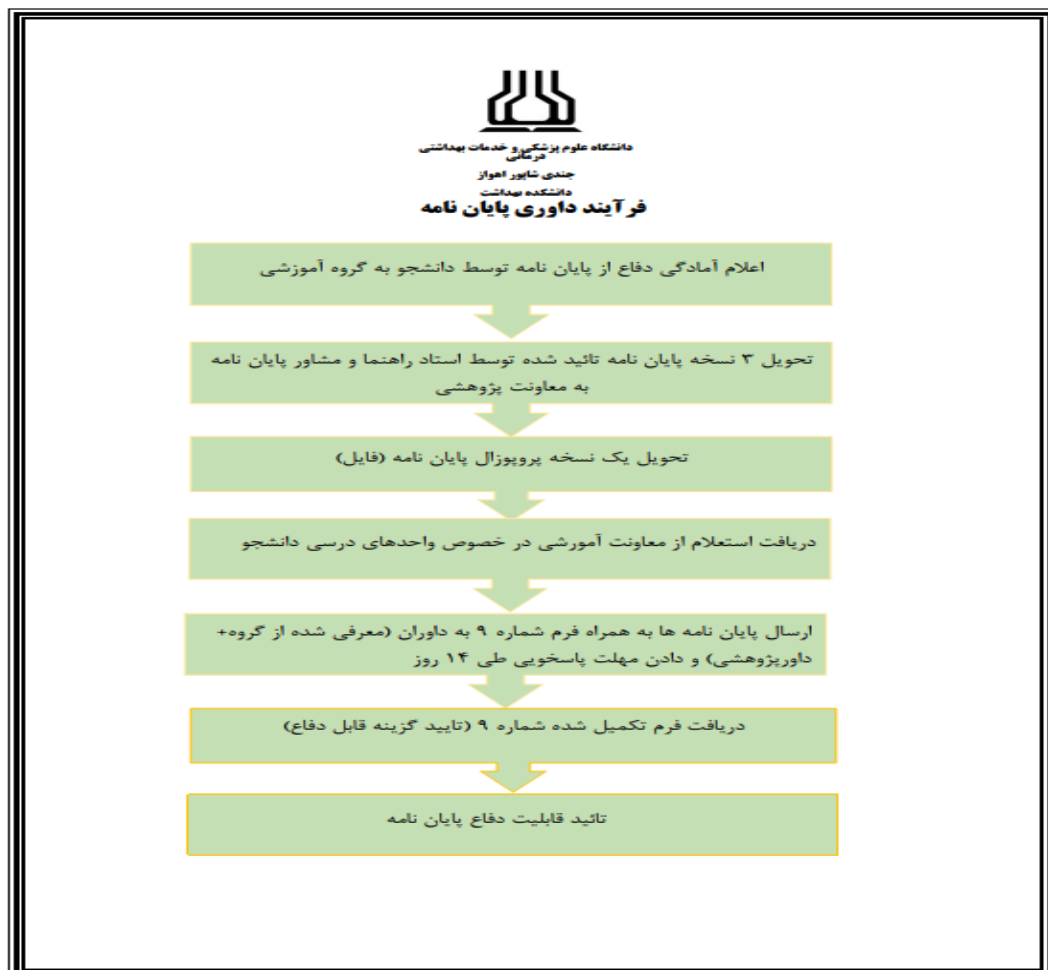 دانشگاه علوم پزشکی و خدمات بهداشتی
درمانی
جندی شاپور اهواز
دانشکده بهداشت
فرآیند داوری پایان نامه
اعلام آمادگی دفاع از پایان نامه توسط دانشجو به گروه آموزشی
تحویل ۳ نسخه پایان نامه تائید شده توسط استاد راهنما و مشاور پایان نامه
به معاونت پژوهشی
تحویل یک نسخه پروپوزال پایان نامه (فایل)
دریافت استعلام از معاونت آمورشی در خصوص واحدهای درسی دانشجو
ارسال پایان نامه ها به همراه فرم شماره ۹ به داوران (معرفی شده از گروه+
داورپژوهشی) و دادن مهلت پاسخویی طی ۱۴ روز
دریافت فرم تکمیل شده شماره ۹ (تایید گزینه قابل دفاع)
تائید قابلیت دفاع پایان نامه